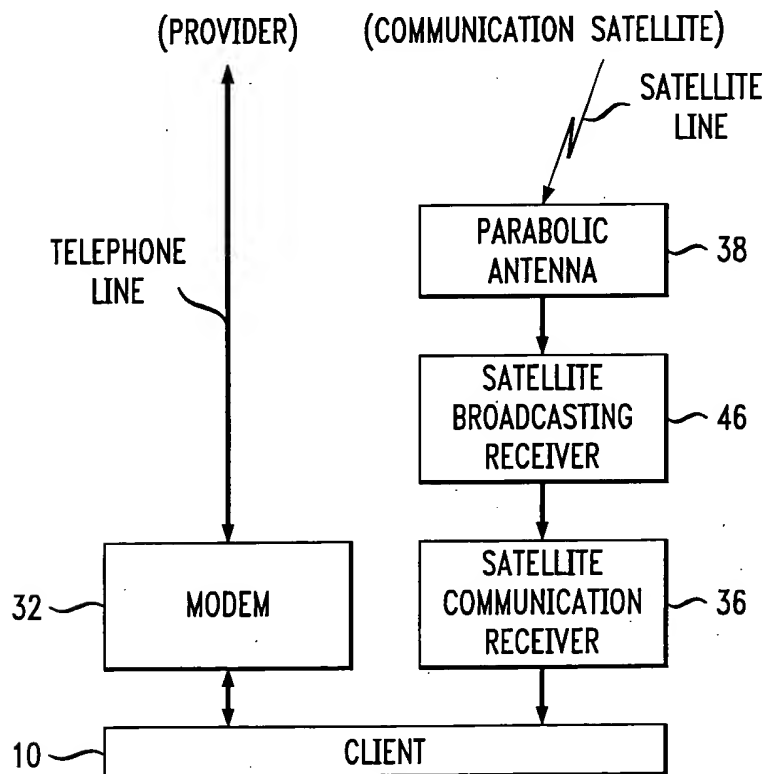 (PROVIDER)
(COMMUNICATION SATELLITE)
SATELLITE
LINE
PARABOLIC
ANTENNA
38
TELEPHONE
LINE
SATELLITE
BROADCASTING
RECEIVER
46
32
MODEM
SATELLITE
COMMUNICATION
RECEIVER
36
10
CLIENT